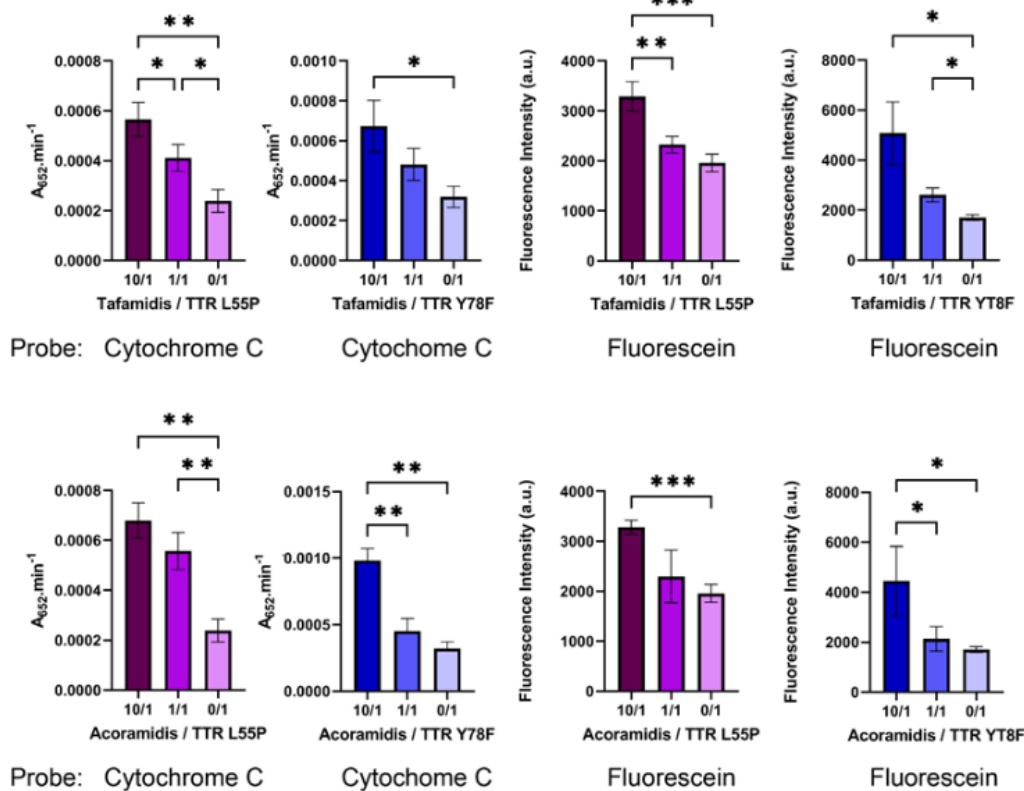 ***
** * *
0.0008 0.0010 4000 8000
* * * ** *
0.0006 0.0008 3000 6000
0.0006
0.0004 2000 4000
0.0004
0.0002 0.0002 1000 2000
0.0000 0.0000 0 0
A652.min-1 A652.min-1 Fluorescence Intensity (a.u.) Fluorescence Intensity (a.u.)
10/1 1/1 0/1 10/1 1/1 0/1 10/1 1/1 0/1 10/1 1/1 0/1
Tafamidis / TTR L55P Tafamidis / TTR Y78F Tafamidis / TTR L55P Tafamidis / TTR YT8F
Probe: Cytochrome C Cytochome C Fluorescein Fluorescein
** ** *** *
** ** *
0.0008 0.0015 4000 8000
0.0006 0.0010 3000 6000
0.0004 2000 4000
0.0002 0.0005 1000 2000
0.0000 0.0000 0 0
A652.min-1 A652.min-1 Fluorescence Intensity (a.u.) Fluorescence Intensity (a.u.)
10/1 1/1 0/1 10/1 1/1 0/1 10/1 1/1 0/1 10/1 1/1 0/1
Acoramidis / TTR L55P Acoramidis / TTR Y78F Acoramidis / TTR L55P Acoramidis / TTR YT8F
Probe: Cytochrome C Cytochome C Fluorescein Fluorescein